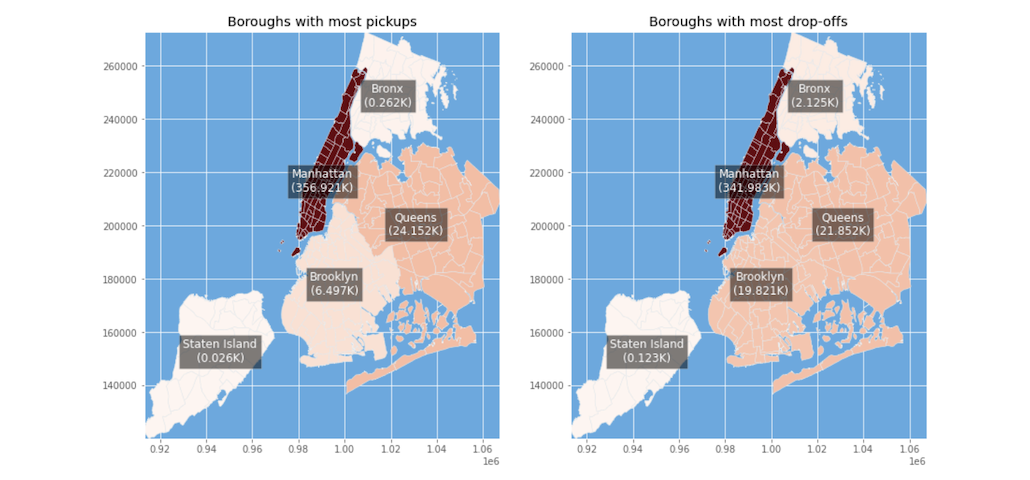 Boroughs with most pickups
260000
240000
220000
200000
180000
160000
140000
Bronx
(0.262K)
Manhattan
(356.921K)
Queens
(24.152K)
Brooklyn
(6.497K)
Staten Island
(0.026K)
0.92 0.94 0.96 0.98 1.00 1.02 1.04 1.06
1e6
Boroughs with most drop-offs
260000
240000
220000
200000
180000
160000
140000
Bronx
(2.125K)
Manhattan
(341.983K)
Queens
(21.852K)
Brooklyn
(19.821K)
Staten Island
(0.123K)
0.92 0.94 0.96 0.98 1.00 1.02 1.04 1.06
1e6